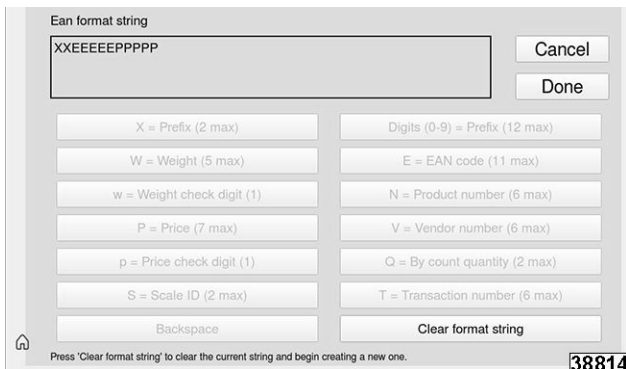 Ean format string
XXEEEEEPPPPP
Cancel
Done
X = Prefix (2 max)
Digits (0-9) = Prefix (12 max)
W = Weight (5 max)
E = EAN code (11 max)
w = Weight check digit (1)
N = Product number (6 max)
P = Price (7 max)
V = Vendor number (6 max)
p = Price check digit (1)
Q = By count quantity (2 max)
S = Scale ID (2 max)
T = Transaction number (6 max)
Backspace
Clear format string
Press 'Clear format string' to clear the current string and begin creating a new one.
38814